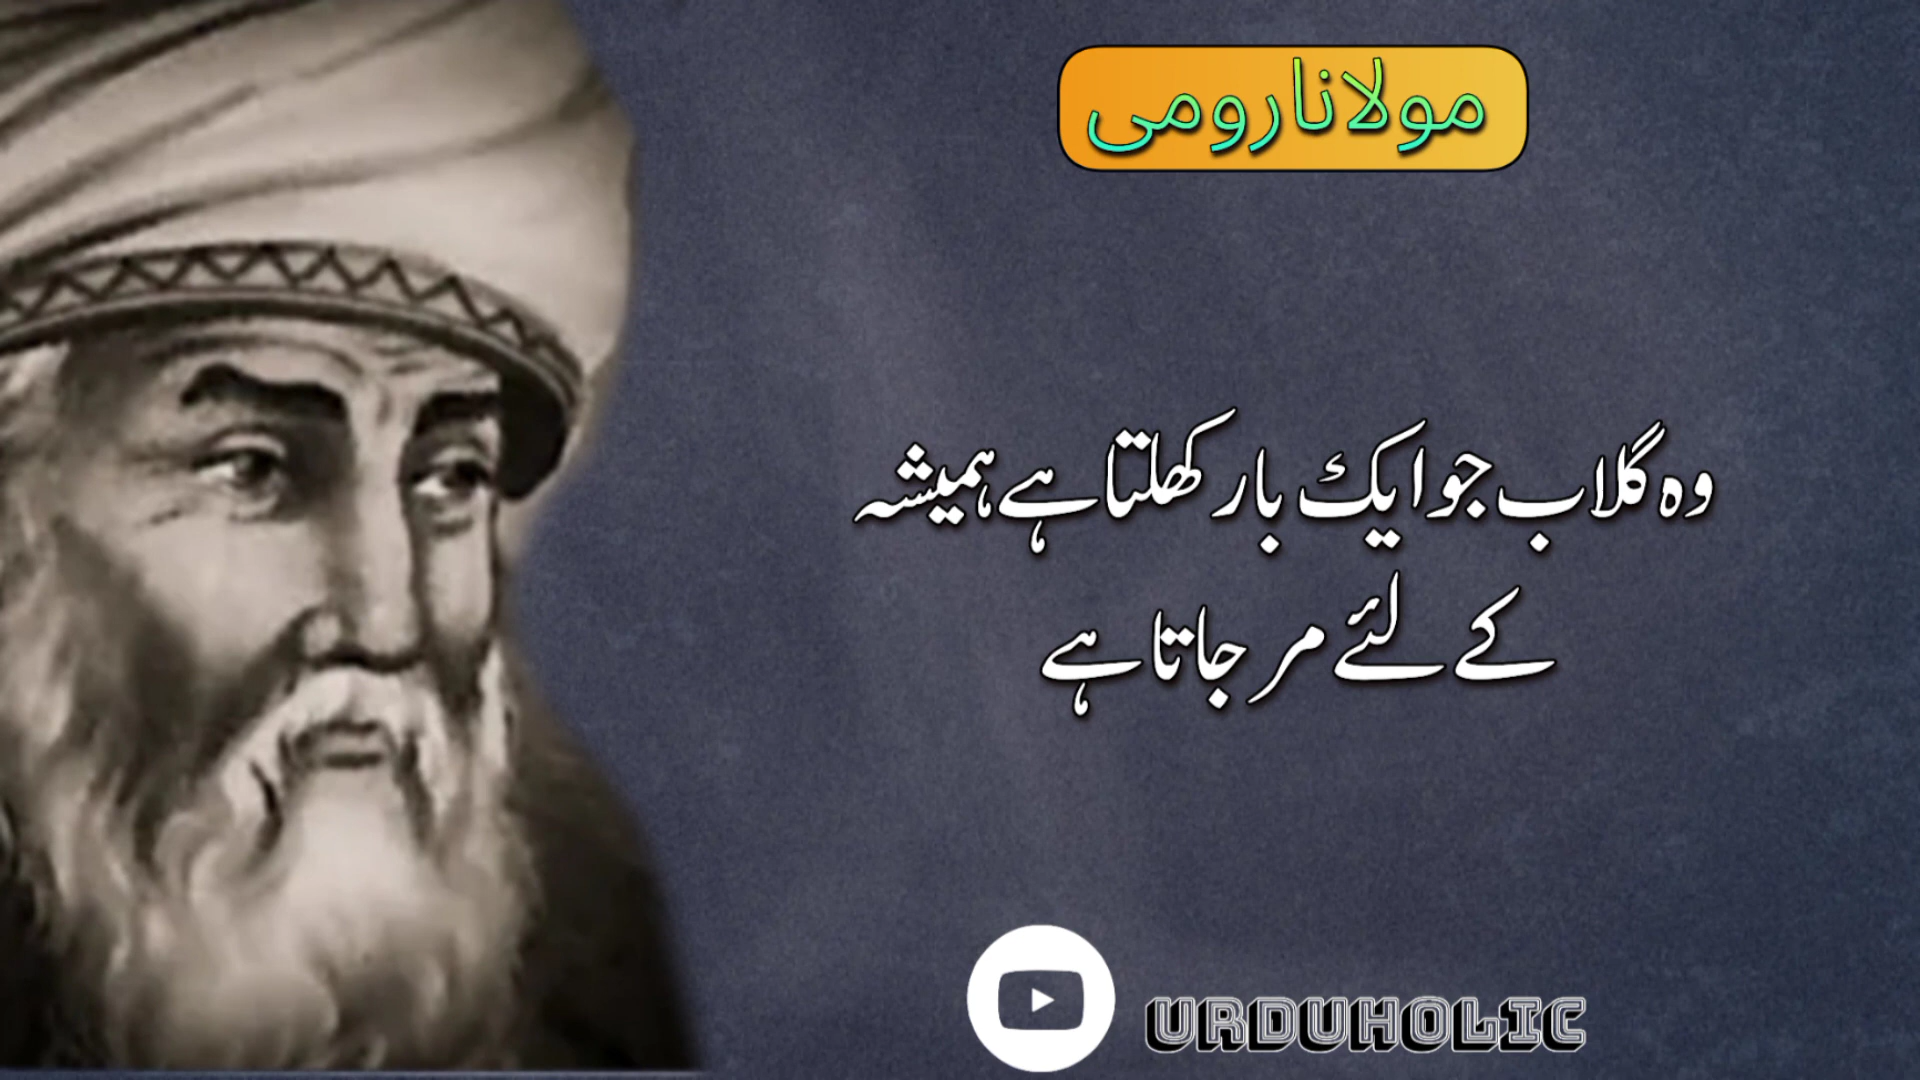 مولانا رومی
وہ گلاب جو ایک بار کھلتا ہے ہمیشہ
کے لئے مر جاتا ہے
URDUHOLIC